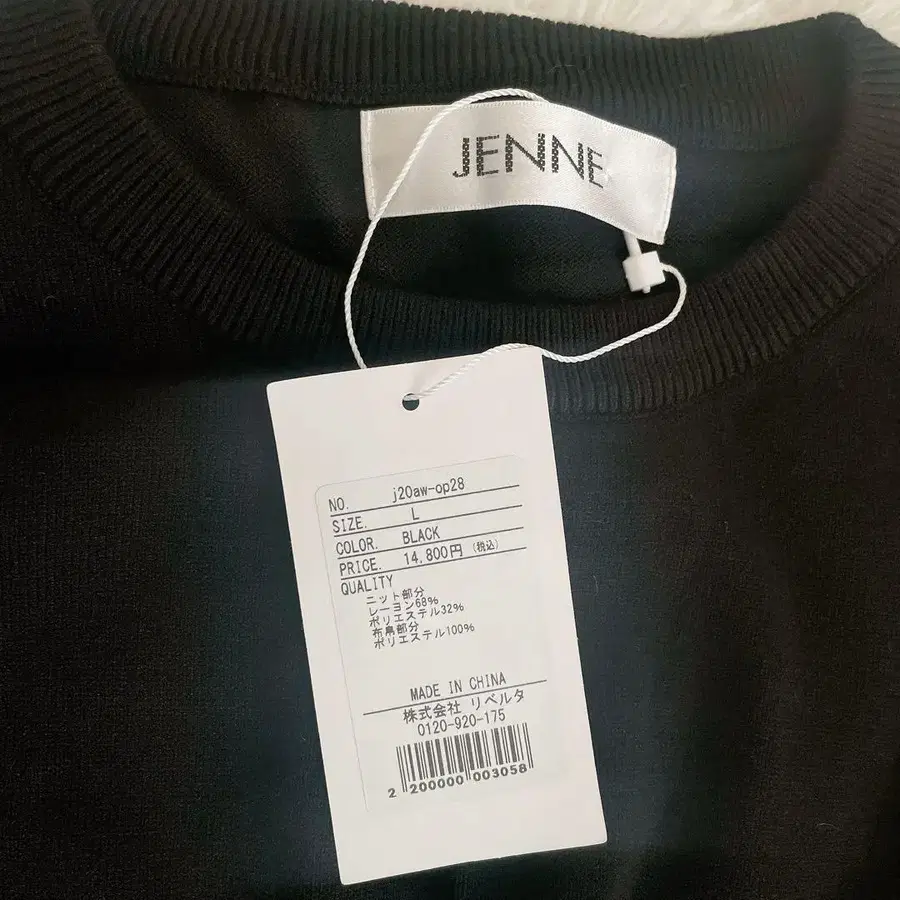 JENNE
NO. j20aw-op28
SIZE. L
COLOR. BLACK
PRICE. 14,800円 (税込)
QUALITY
ニット部分
レーヨン68%
ポリエステル32%
布帛部分
ポリエステル100%
MADE IN CHINA
株式会社 リベルタ
0120-920-175
2 200000 003058